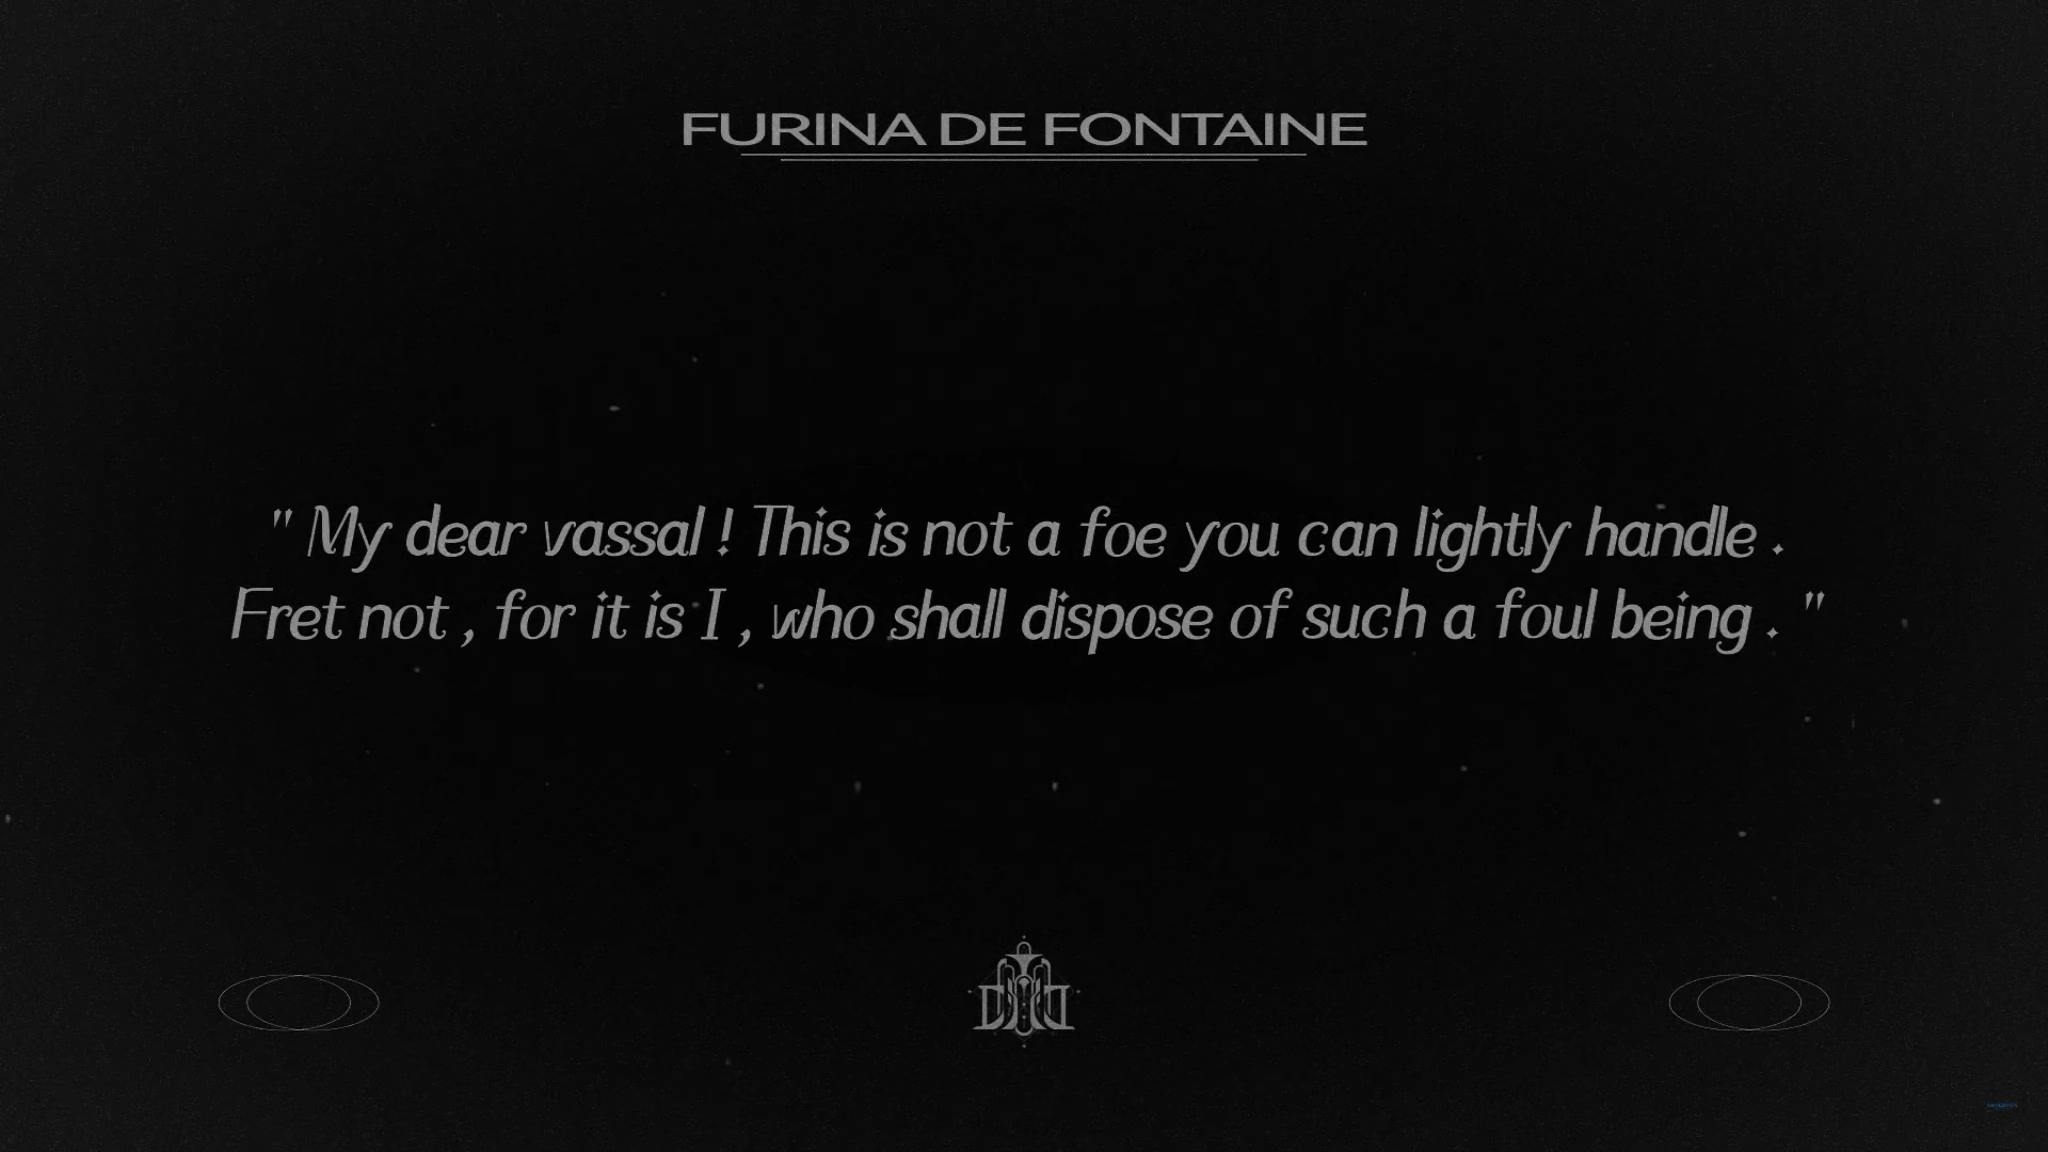 FURINA DE FONTAINE
" My dear vassal ! This is not a foe you can lightly handle .
Fret not , for it is I , who shall dispose of such a foul being . "